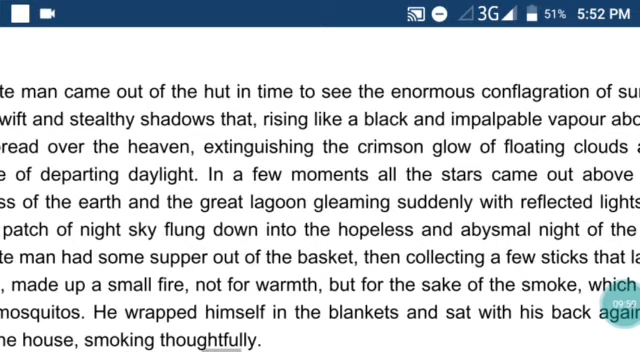 3G 51% 5:52 PM
te man came out of the hut in time to see the enormous conflagration of su
wift and stealthy shadows that, rising like a black and impalpable vapour abo
read over the heaven, extinguishing the crimson glow of floating clouds a
e of departing daylight. In a few moments all the stars came out above
ss of the earth and the great lagoon gleaming suddenly with reflected lights
patch of night sky flung down into the hopeless and abysmal night of the
te man had some supper out of the basket, then collecting a few sticks that la
, made up a small fire, not for warmth, but for the sake of the smoke, which
09:50
mosquitos. He wrapped himself in the blankets and sat with his back again
ne house, smoking thoughtfully.